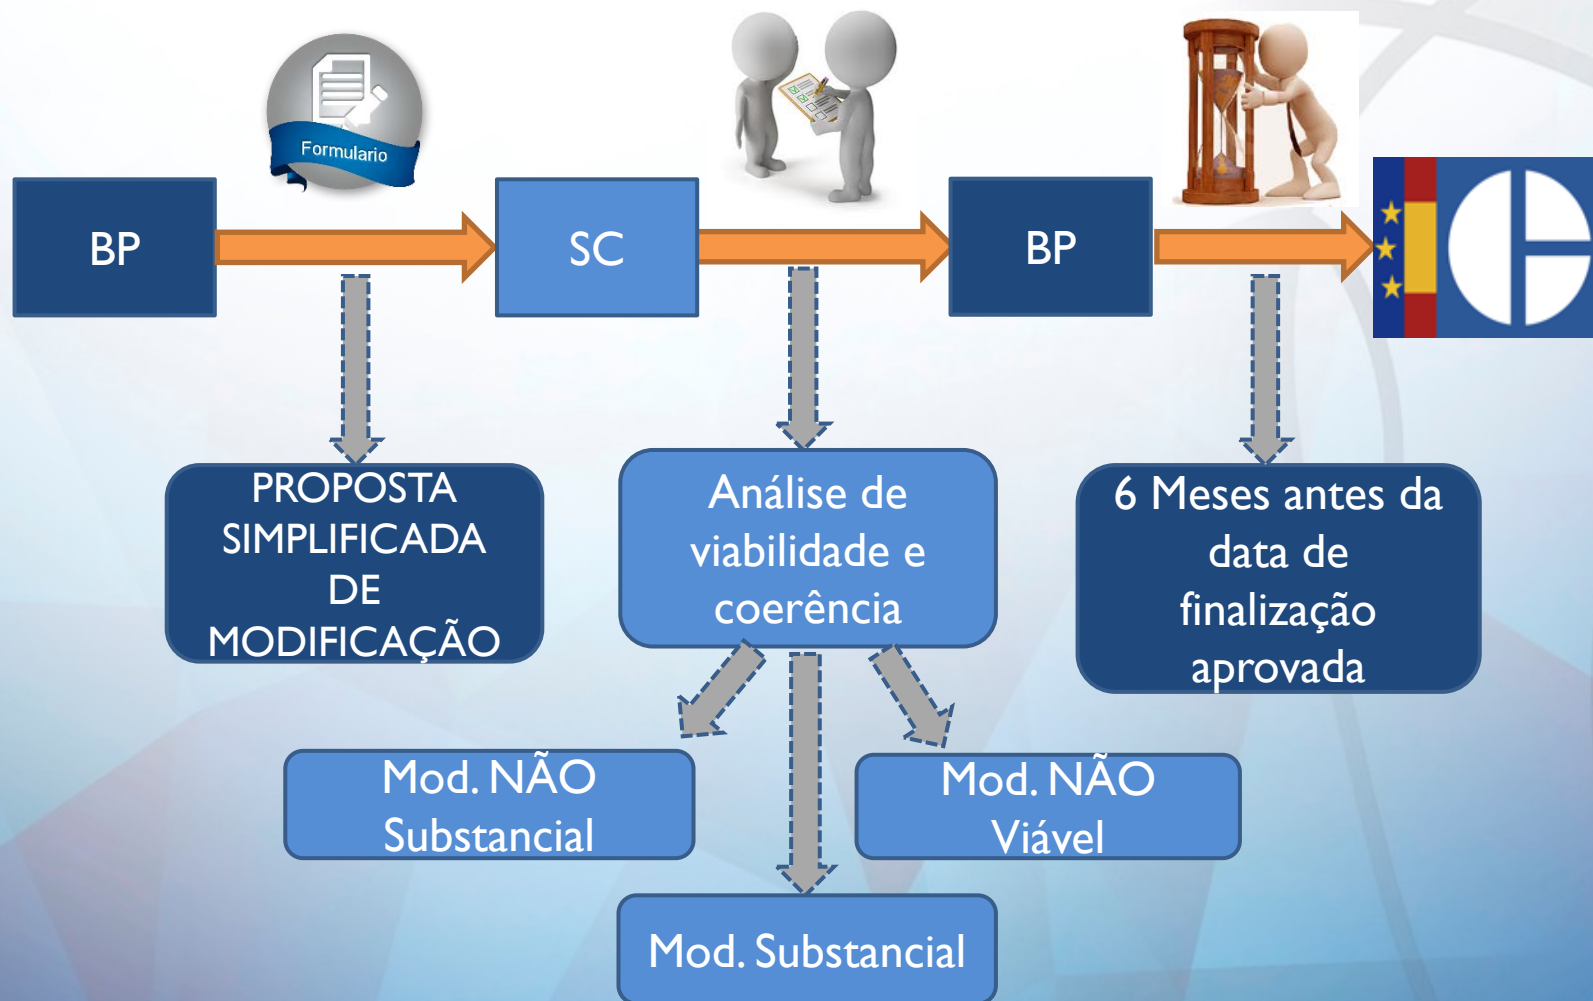 Formulario
BP
SC
BP
PROPOSTA
SIMPLIFICADA
DE
MODIFICAÇÃO
Análise de
viabilidade e
coerência
6 Meses antes da
data de
finalização
aprovada
Mod. NÃO
Substancial
Mod. NÃO
Viável
Mod. Substancial